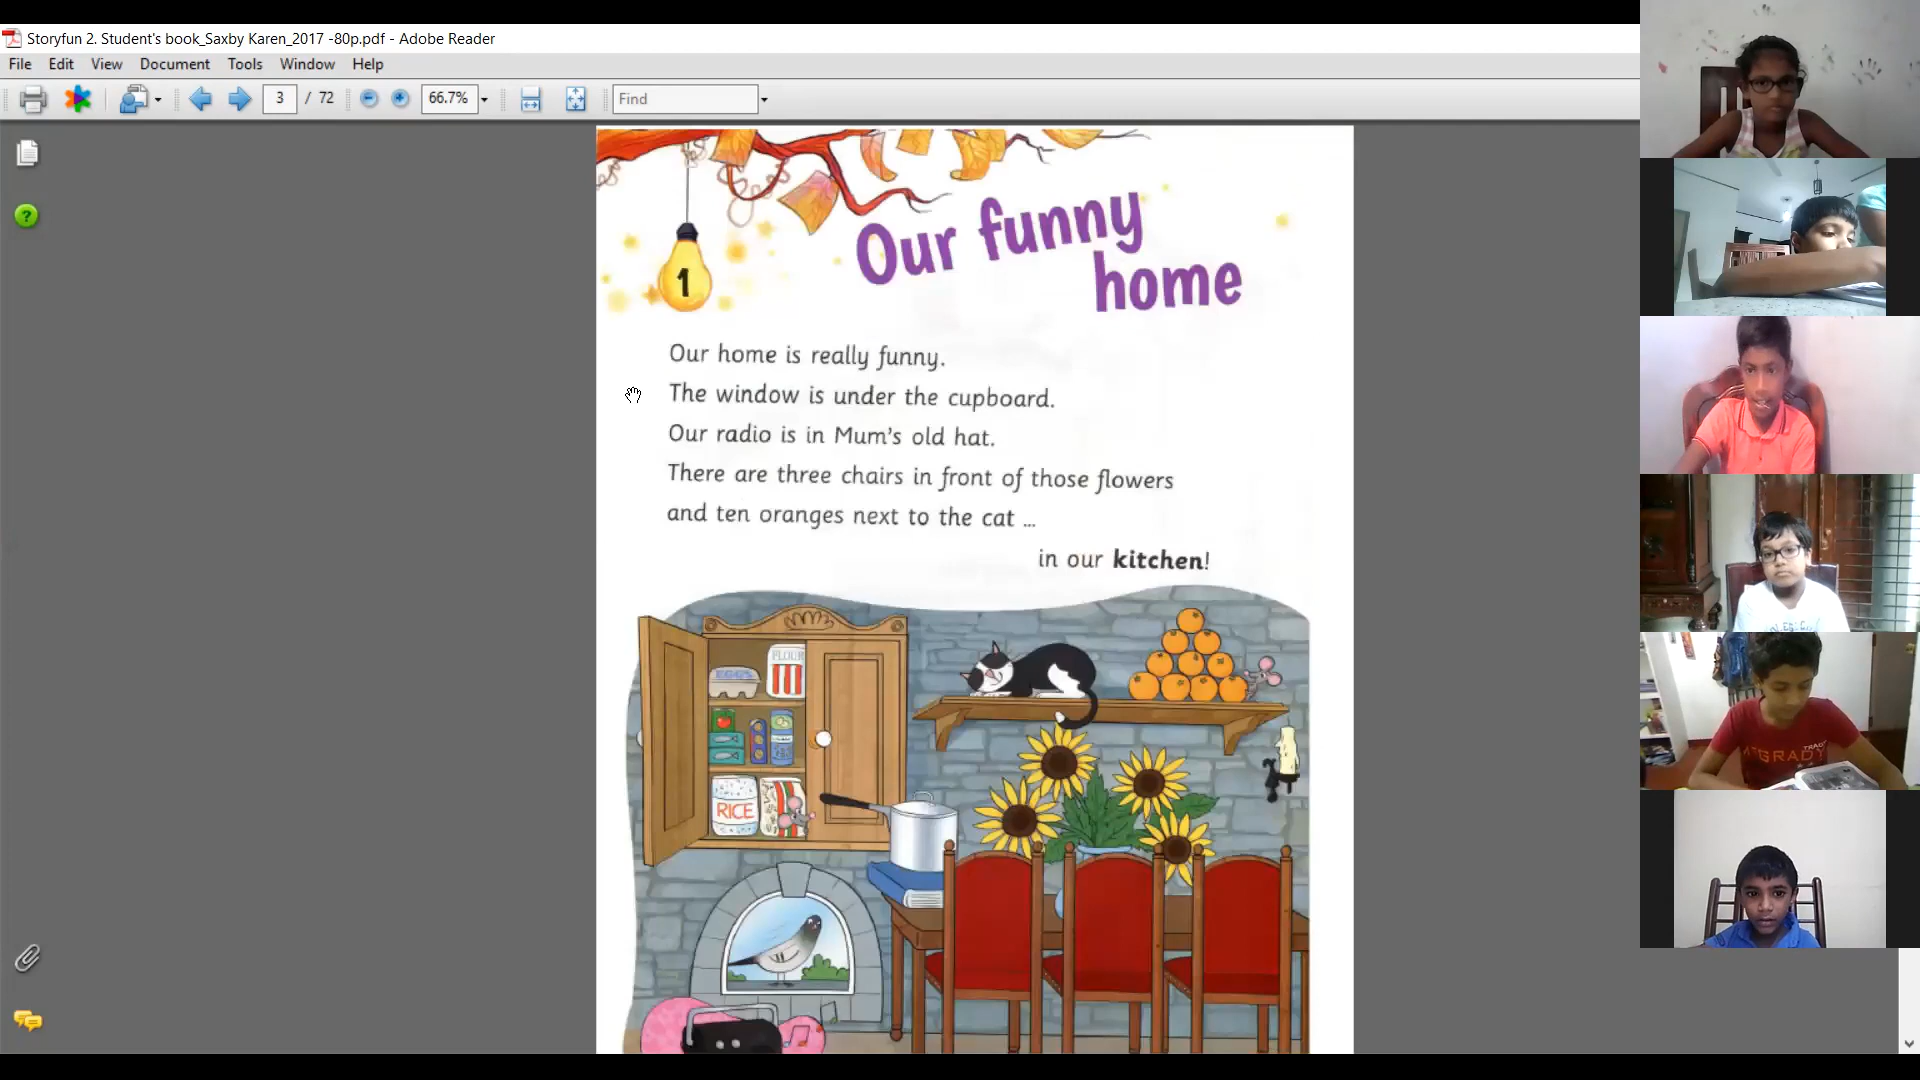 Storyfun 2. Student's book_Saxby Karen_2017 -80p.pdf - Adobe Reader
File Edit View Document Tools Window Help
3 / 72 66.7% Find
?
1
Our funny
home
Our home is really funny.
The window is under the cupboard.
Our radio is in Mum's old hat.
There are three chairs in front of those flowers
and ten oranges next to the cat ...
in our kitchen!
FLOUR
EGGS
RICE